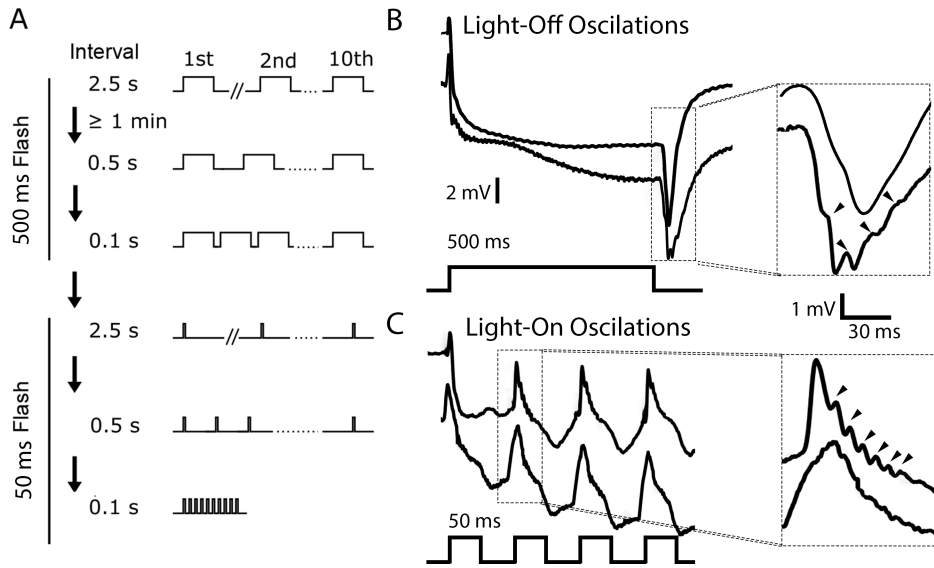 A
Interval
1st 2nd 10th
500 ms Flash
2.5 s
≥ 1 min
0.5 s
0.1 s
50 ms Flash
2.5 s
0.5 s
0.1 s
B
Light-Off Oscilations
2 mV
500 ms
1 mV
30 ms
C
Light-On Oscilations
50 ms